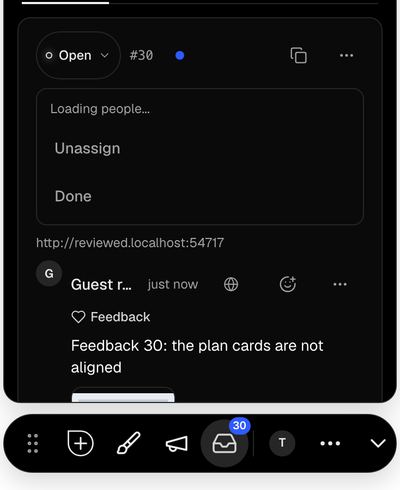 Open #30
Loading people...
Unassign
Done
http://reviewed.localhost:54717
G
Guest r... just now
Feedback
Feedback 30: the plan cards are not
aligned
30
T